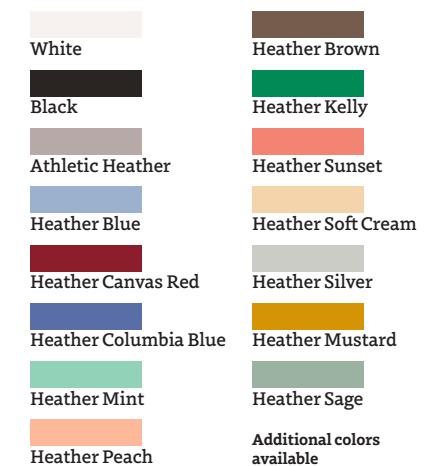 White
Black
Athletic Heather
Heather Blue
Heather Canvas Red
Heather Columbia Blue
Heather Mint
Heather Peach
Heather Brown
Heather Kelly
Heather Sunset
Heather Soft Cream
Heather Silver
Heather Mustard
Heather Sage
Additional colors
available